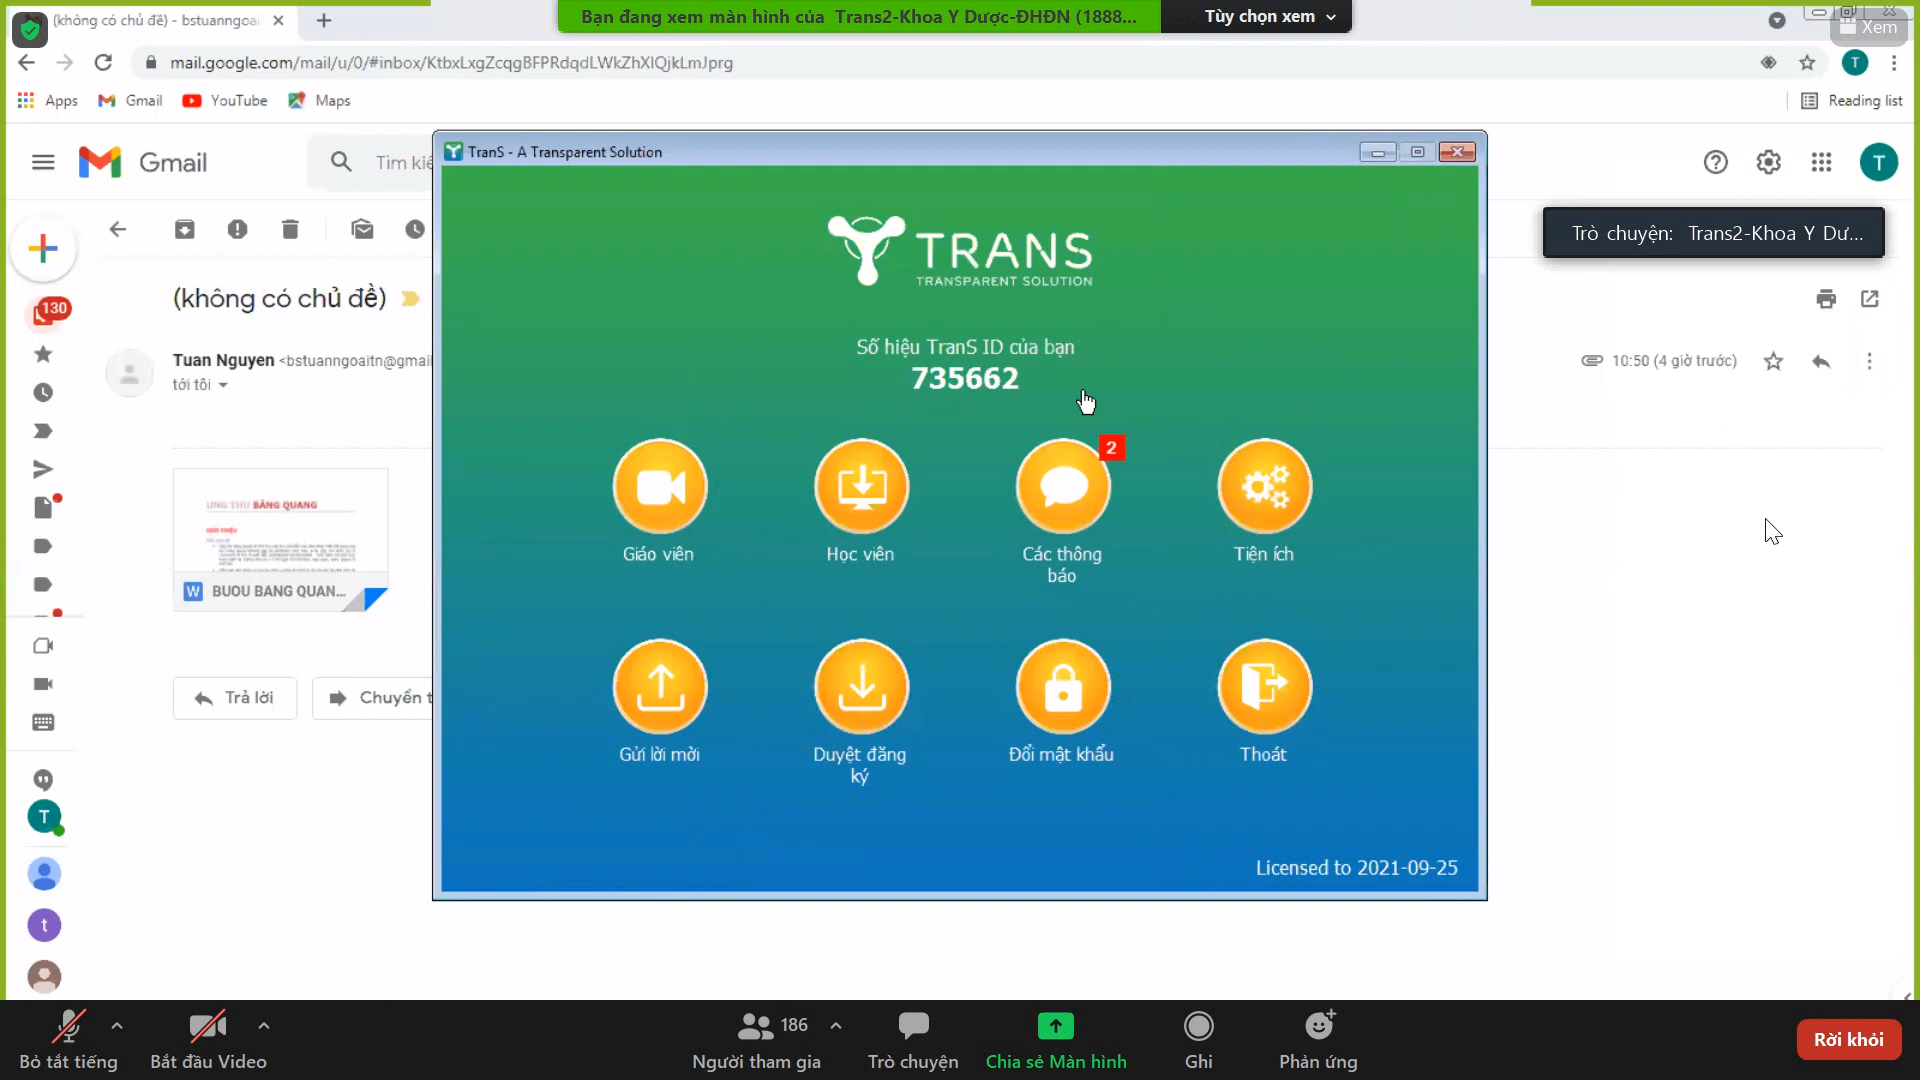 (không có chủ đề) - bstuanngoai
Bạn đang xem màn hình của Trans2-Khoa Y Dược-ĐHĐN (1888...
Tùy chọn xem
Xem
mail.google.com/mail/u/0/#inbox/KtbxLxgZcqgBFPRdqdLWkZhXlQjkLmJprg
T
Apps
Gmail
YouTube
Maps
Reading list
Gmail
Tìm kiế
TranS - A Transparent Solution
T
TRANS
TRANSPARENT SOLUTION
Trò chuyện: Trans2-Khoa Y Dư...
130
(không có chủ đề)
Số hiệu TranS ID của bạn
735662
Tuan Nguyen <bstuanngoaitn@gmail
tới tôi
10:50 (4 giờ trước)
2
Giáo viên
Học viên
Các thông
báo
Tiện ích
UNG THƯ BÀNG QUANG
W BUOU BANG QUAN...
Trả lời
Chuyển t
Gửi lời mời
Duyệt đăng
ký
Đổi mật khẩu
Thoát
T
t
Licensed to 2021-09-25
Bỏ tắt tiếng
Bắt đầu Video
186
Người tham gia
Trò chuyện
Chia sẻ Màn hình
Ghi
Phản ứng
Rời khỏi